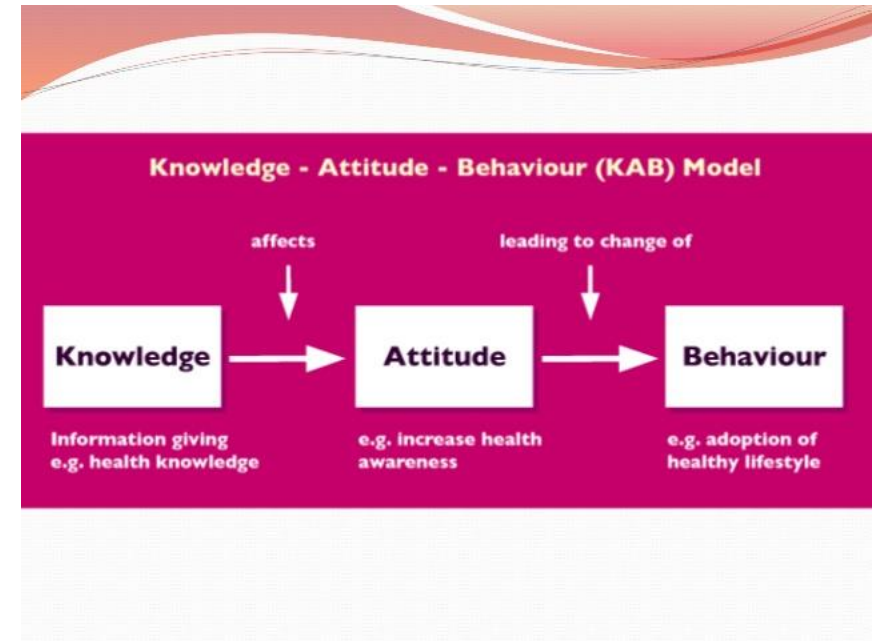 Knowledge - Attitude - Behaviour (KAB) Model
affects
leading to change of
Knowledge
Attitude
Behaviour
Information giving
e.g. health knowledge
e.g. increase health
awareness
e.g. adoption of
healthy lifestyle